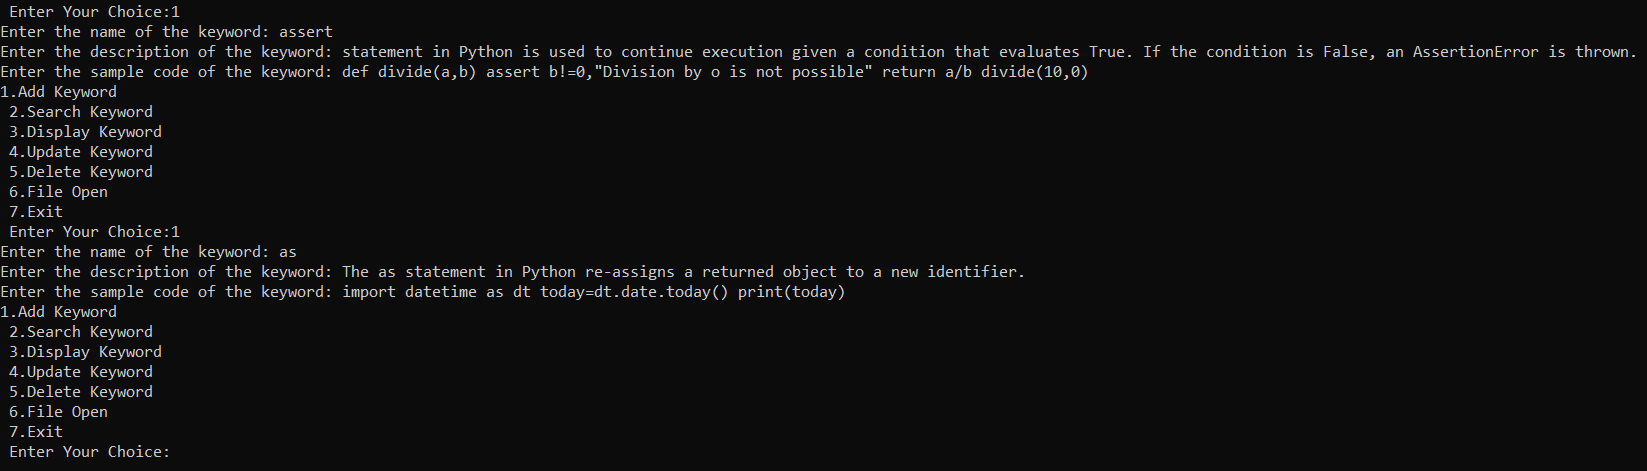 Enter Your Choice:1
Enter the name of the keyword: assert
Enter the description of the keyword: statement in Python is used to continue execution given a condition that evaluates True. If the condition is False, an AssertionError is thrown.
Enter the sample code of the keyword: def divide(a,b) assert b!=0,"Division by o is not possible" return a/b divide(10,0)
1.Add Keyword
2.Search Keyword
3.Display Keyword
4.Update Keyword
5.Delete Keyword
6.File Open
7.Exit
Enter Your Choice:1
Enter the name of the keyword: as
Enter the description of the keyword: The as statement in Python re-assigns a returned object to a new identifier.
Enter the sample code of the keyword: import datetime as dt today=dt.date.today() print(today)
1.Add Keyword
2.Search Keyword
3.Display Keyword
4.Update Keyword
5.Delete Keyword
6.File Open
7.Exit
Enter Your Choice: